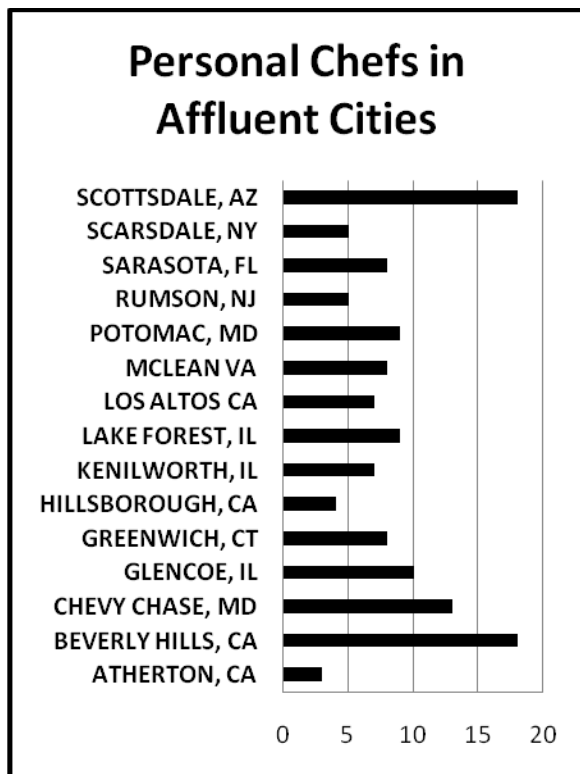 Personal Chefs in
Affluent Cities
SCOTTSDALE, AZ
SCARSDALE, NY
SARASOTA, FL
RUMSON, NJ
POTOMAC, MD
MCLEAN VA
LOS ALTOS CA
LAKE FOREST, IL
KENILWORTH, IL
HILLSBOROUGH, CA
GREENWICH, CT
GLENCOE, IL
CHEVY CHASE, MD
BEVERLY HILLS, CA
ATHERTON, CA
0 5 10 15 20